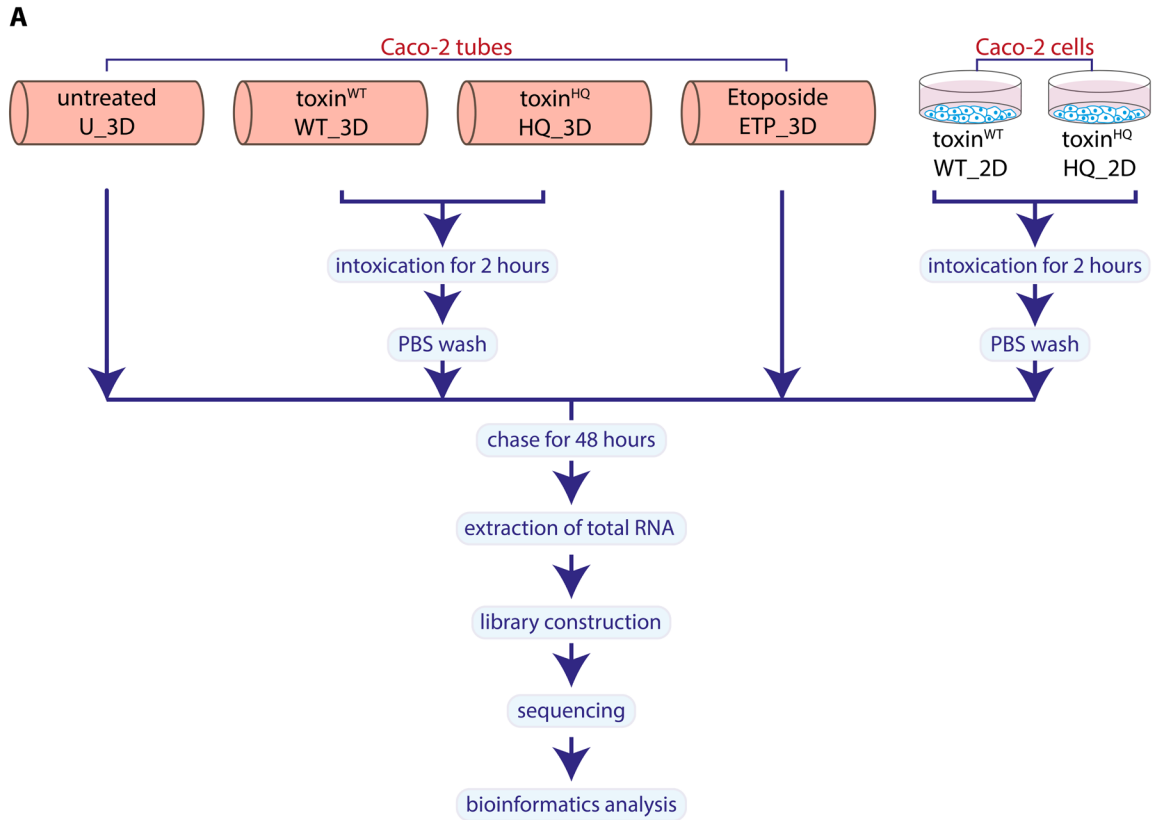 A
Caco-2 tubes
Caco-2 cells
untreated
U_3D
toxinᵂᵀ
WT_3D
toxinᴴQ
HQ_3D
Etoposide
ETP_3D
toxinᵂᵀ
WT_2D
toxinᴴQ
HQ_2D
intoxication for 2 hours
intoxication for 2 hours
PBS wash
PBS wash
chase for 48 hours
extraction of total RNA
library construction
sequencing
bioinformatics analysis